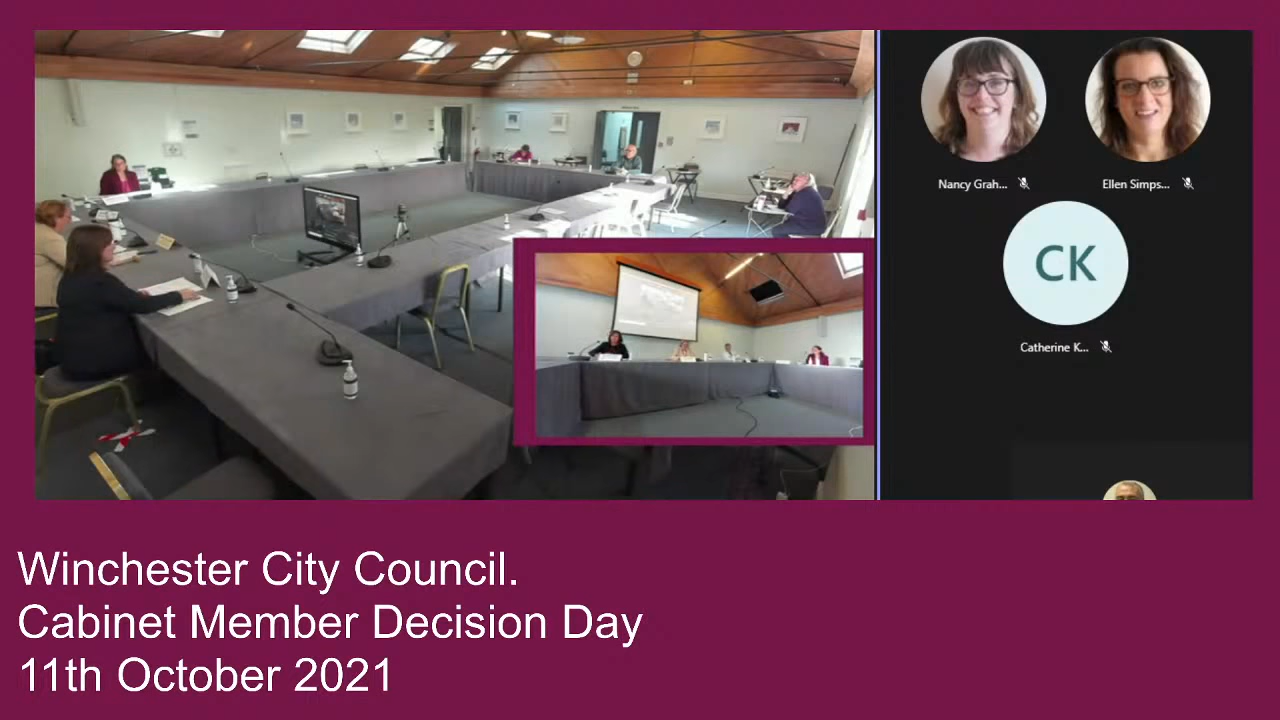 Nancy Grah...
Ellen Simps...
CK
Catherine K...
Winchester City Council.
Cabinet Member Decision Day
11th October 2021